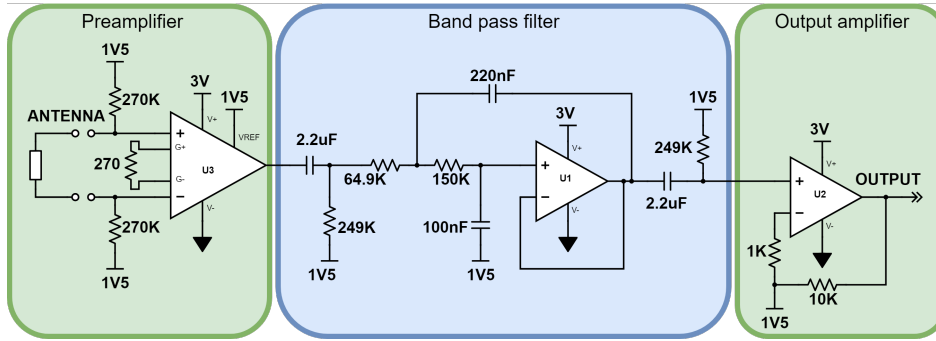 Preamplifier
Band pass filter
Output amplifier
1V5
270K
3V
1V5
ANTENNA
V+
VREF
+
G+
270
U3
G-
−
V-
270K
1V5
2.2uF
249K
1V5
64.9K
220nF
150K
100nF
1V5
3V
V+
+
U1
−
V-
2.2uF
1V5
249K
3V
V+
+
U2
−
V-
OUTPUT
1K
10K
1V5